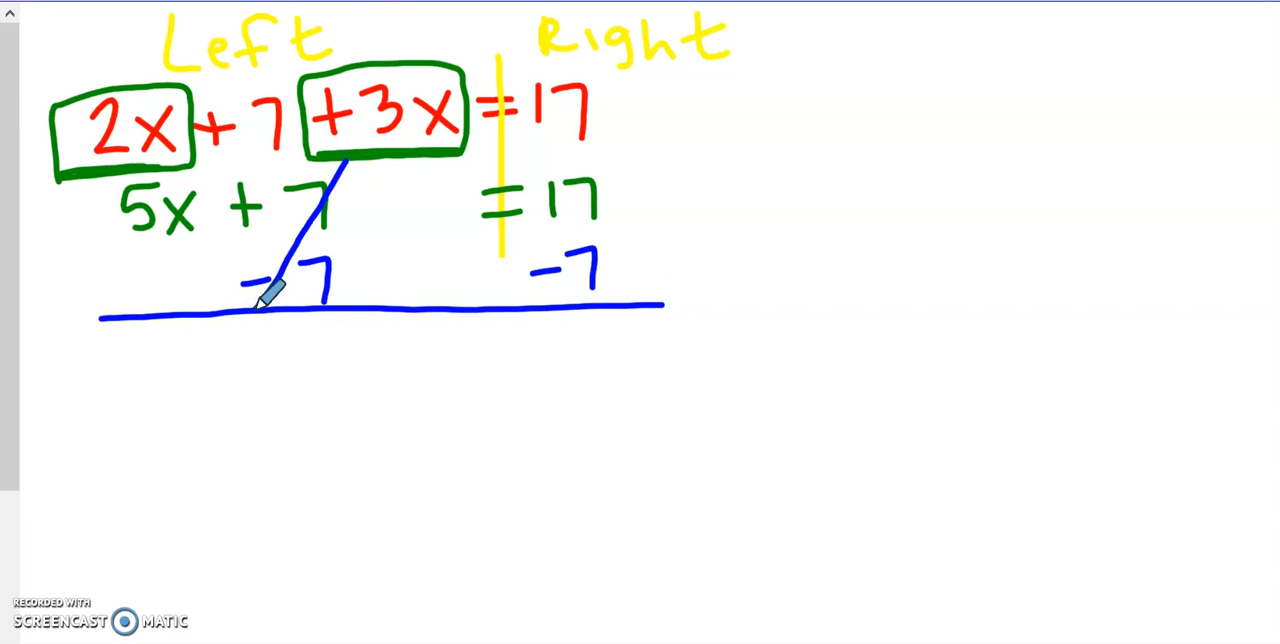 Left Right
2x + 7 + 3x = 17
5x + 7 = 17
- 7 - 7
RECORDED WITH
SCREENCAST MATIC